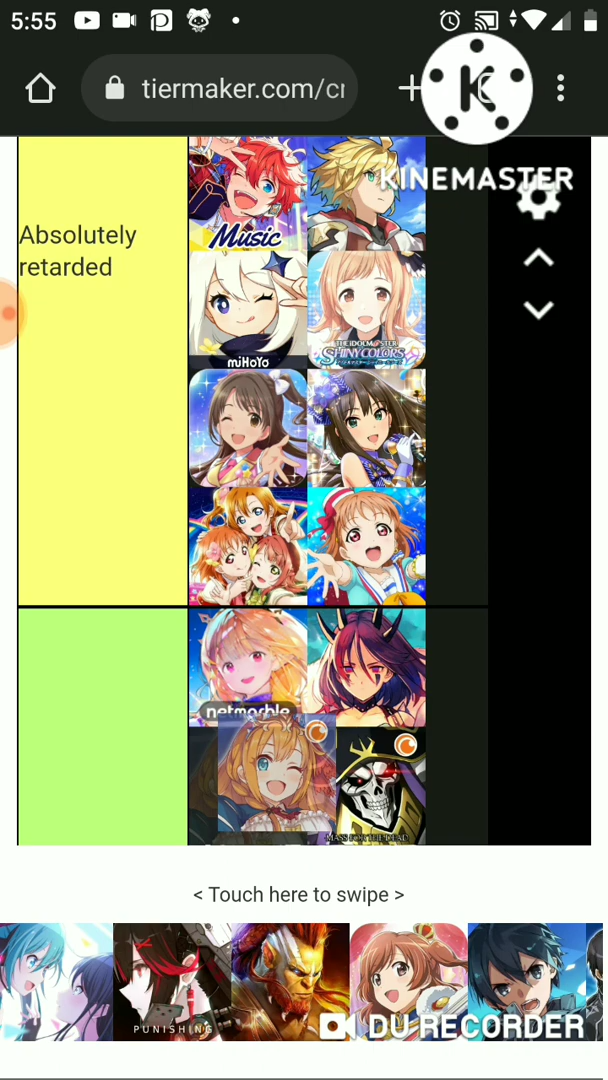 5:55
tiermaker.com/cr
KINEMASTER
Absolutely
retarded
Music
miHoYo
THE IDOLM@STER
SHINY COLORS
netmarble
MASS FOR THE DEAD
< Touch here to swipe >
PUNISHING
DU RECORDER